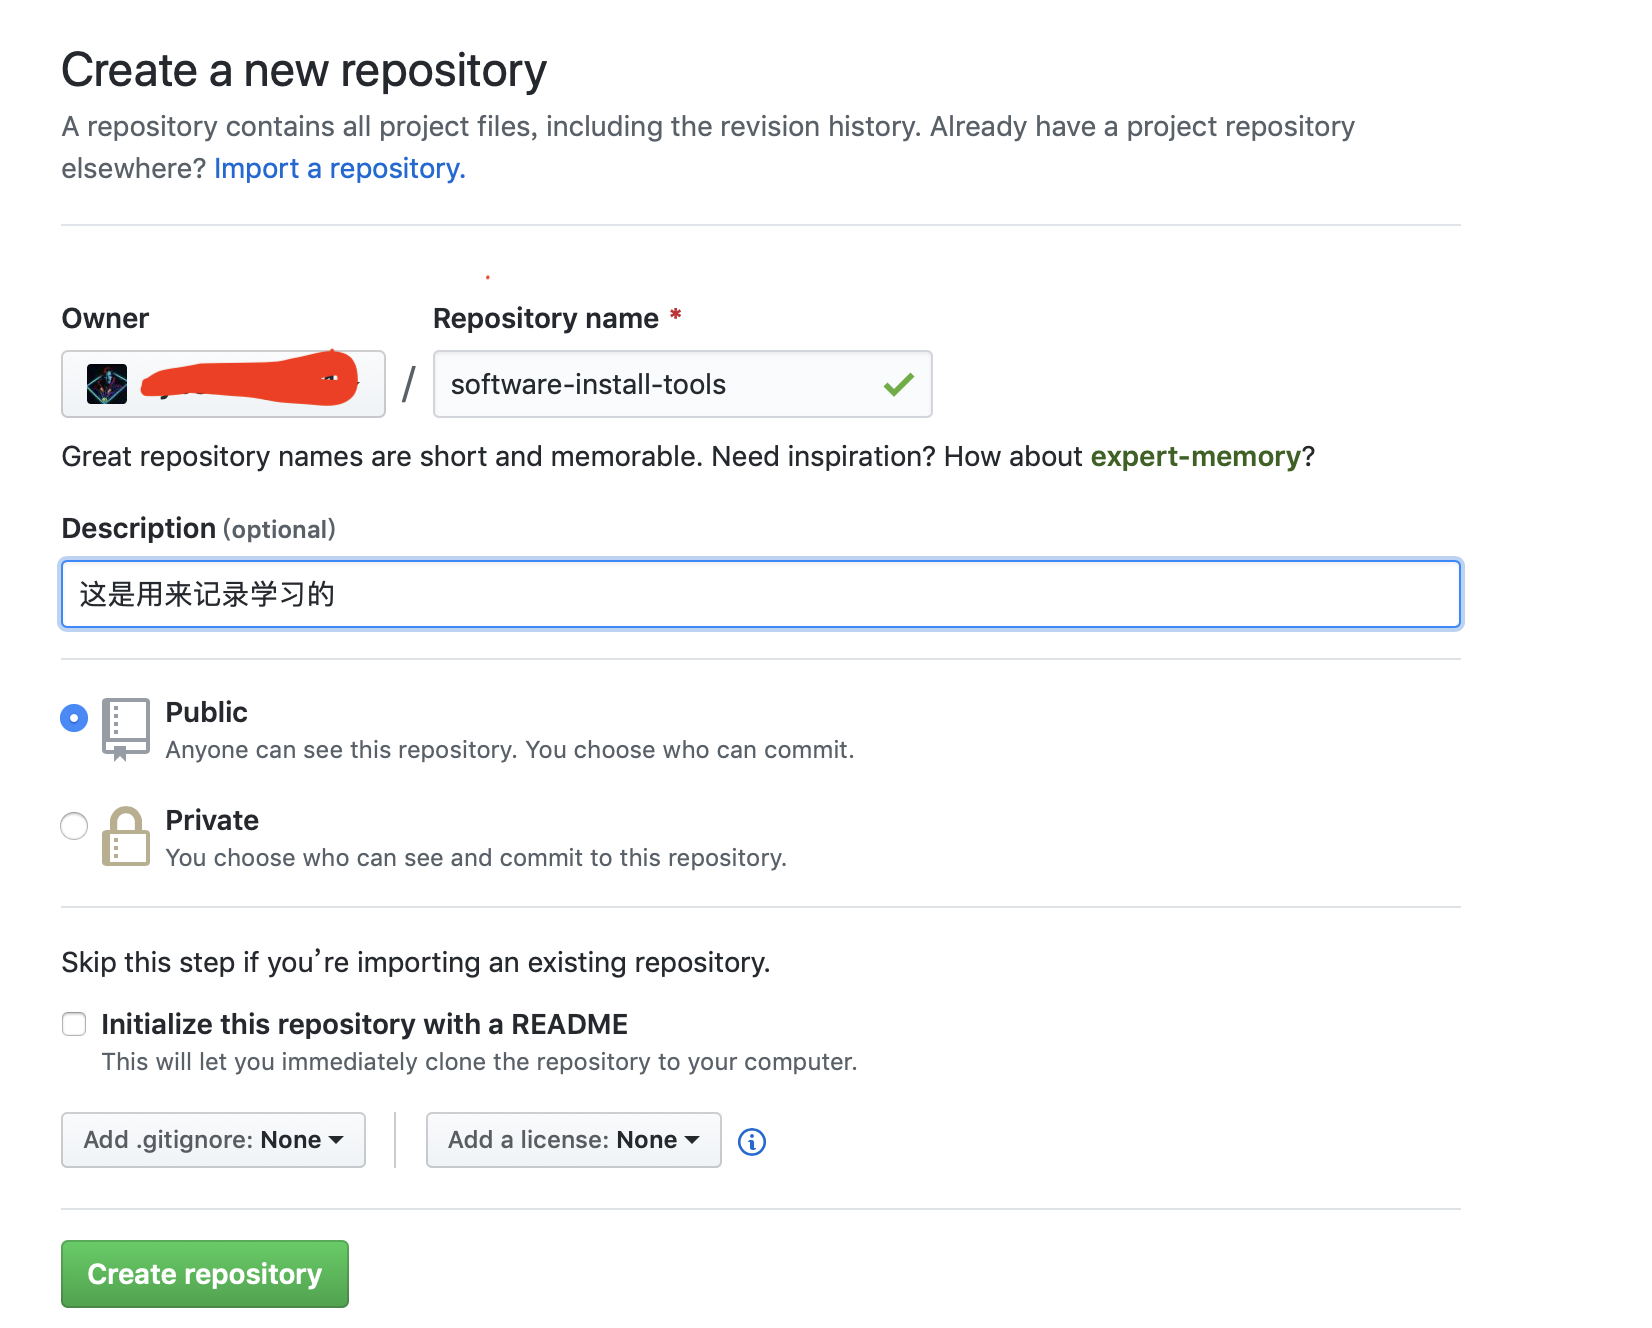 Create a new repository
A repository contains all project files, including the revision history. Already have a project repository
elsewhere? Import a repository.
Owner
Repository name *
/
software-install-tools
Great repository names are short and memorable. Need inspiration? How about expert-memory?
Description (optional)
这是用来记录学习的
Public
Anyone can see this repository. You choose who can commit.
Private
You choose who can see and commit to this repository.
Skip this step if you’re importing an existing repository.
Initialize this repository with a README
This will let you immediately clone the repository to your computer.
Add .gitignore: None
Add a license: None
Create repository